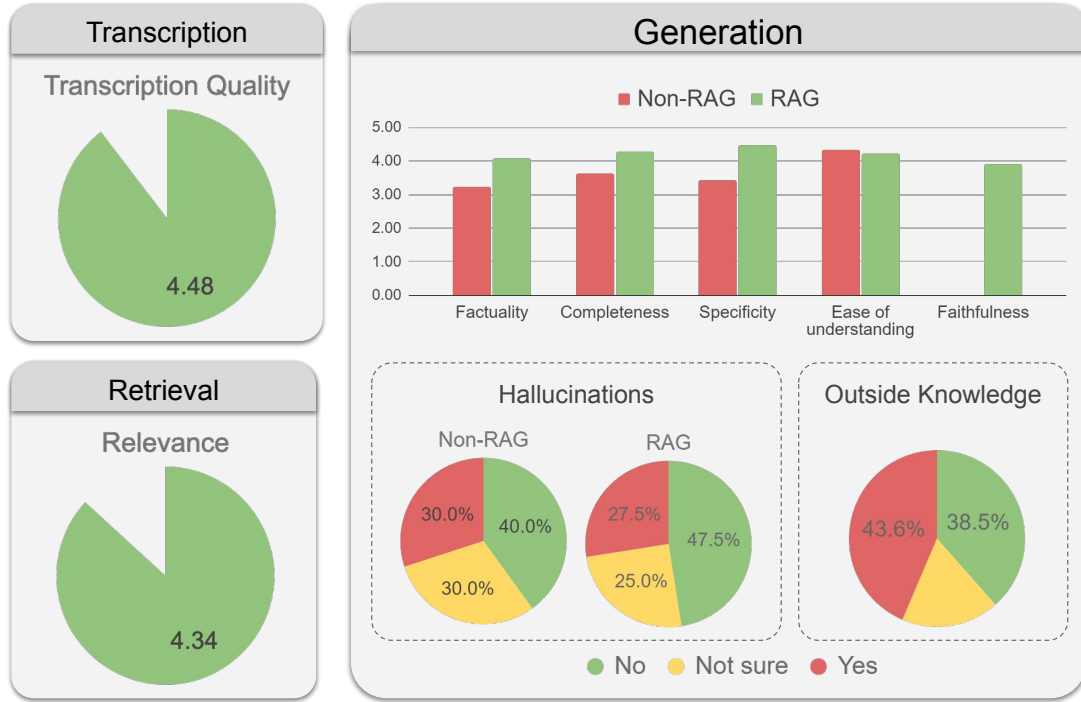 Transcription
Transcription Quality
4.48
Retrieval
Relevance
4.34
Generation
Non-RAG RAG
5.00
4.00
3.00
2.00
1.00
0.00
Factuality Completeness Specificity Ease of understanding Faithfulness
Hallucinations
Non-RAG RAG
30.0% 40.0% 30.0%
27.5% 47.5% 25.0%
Outside Knowledge
43.6% 38.5%
No Not sure Yes